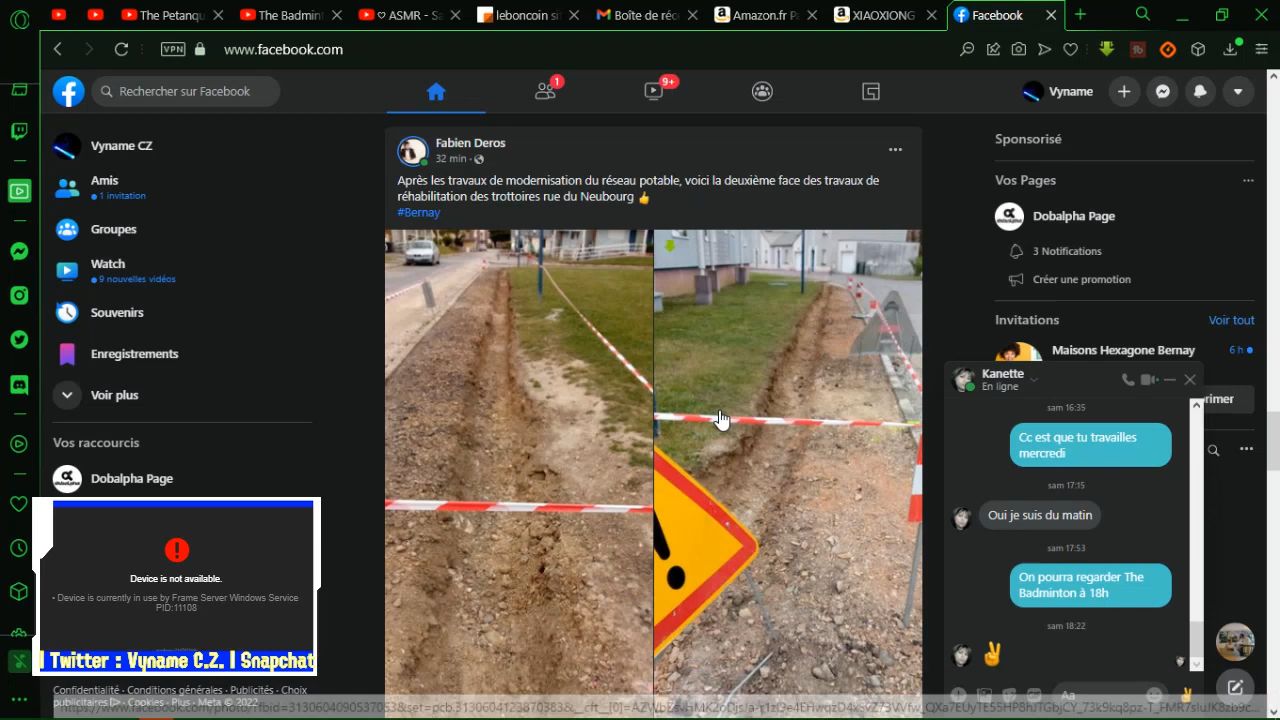 The Petanqu
The Badmin
ASMR - Sa
leboncoin si
Boîte de réc
Amazon.fr Pa
XIAOXIONG
Facebook
VPN
www.facebook.com
Rechercher sur Facebook
1
9+
Vyname
Vyname CZ
Amis
1 invitation
Groupes
Watch
9 nouvelles vidéos
Souvenirs
Enregistrements
Voir plus
Vos raccourcis
Dobalpha Page
Fabien Deros
32 min ·
Après les travaux de modernisation du réseau potable, voici la deuxième face des travaux de
réhabilitation des trottoires rue du Neubourg 👍
#Bernay
Sponsorisé
Vos Pages
Dobalpha Page
3 Notifications
Créer une promotion
Invitations
Voir tout
Maisons Hexagone Bernay
6 h
primer
Kanette
En ligne
sam 16:35
Cc est que tu travailles
mercredi
sam 17:15
Oui je suis du matin
sam 17:53
On pourra regarder The
Badminton à 18h
sam 18:22
✌
Aa
Device is not available.
• Device is currently in use by Frame Server Windows Service
PID:11108
| Twitter : Vyname C.Z. | Snapchat
Confidentialité · Conditions générales · Publicités · Choix
publicitaires · Cookies · Plus · Meta © 2022